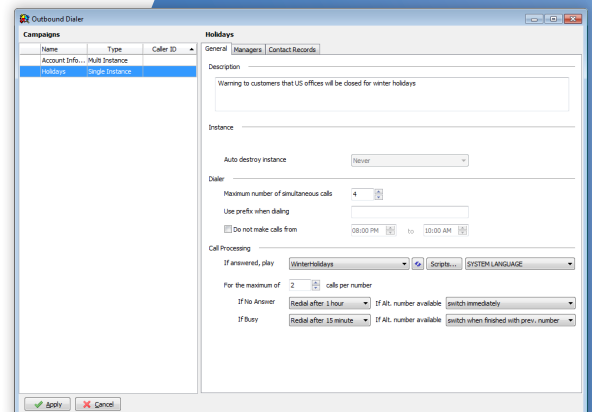 Outbound Dialer
Campaigns
Name Type Caller ID
Account Info... Multi Instance
Holidays Single Instance
Holidays
General Managers Contact Records
Description
Warning to customers that US offices will be closed for winter holidays
Instance
Auto destroy instance Never
Dialer
Maximum number of simultaneous calls 4
Use prefix when dialing
Do not make calls from 08:00 PM to 10:00 AM
Call Processing
If answered, play WinterHolidays Scripts... SYSTEM LANGUAGE
For the maximum of 2 calls per number
If No Answer Redial after 1 hour If Alt. number available switch immediately
If Busy Redial after 15 minute If Alt. number available switch when finished with prev. number
Apply Cancel